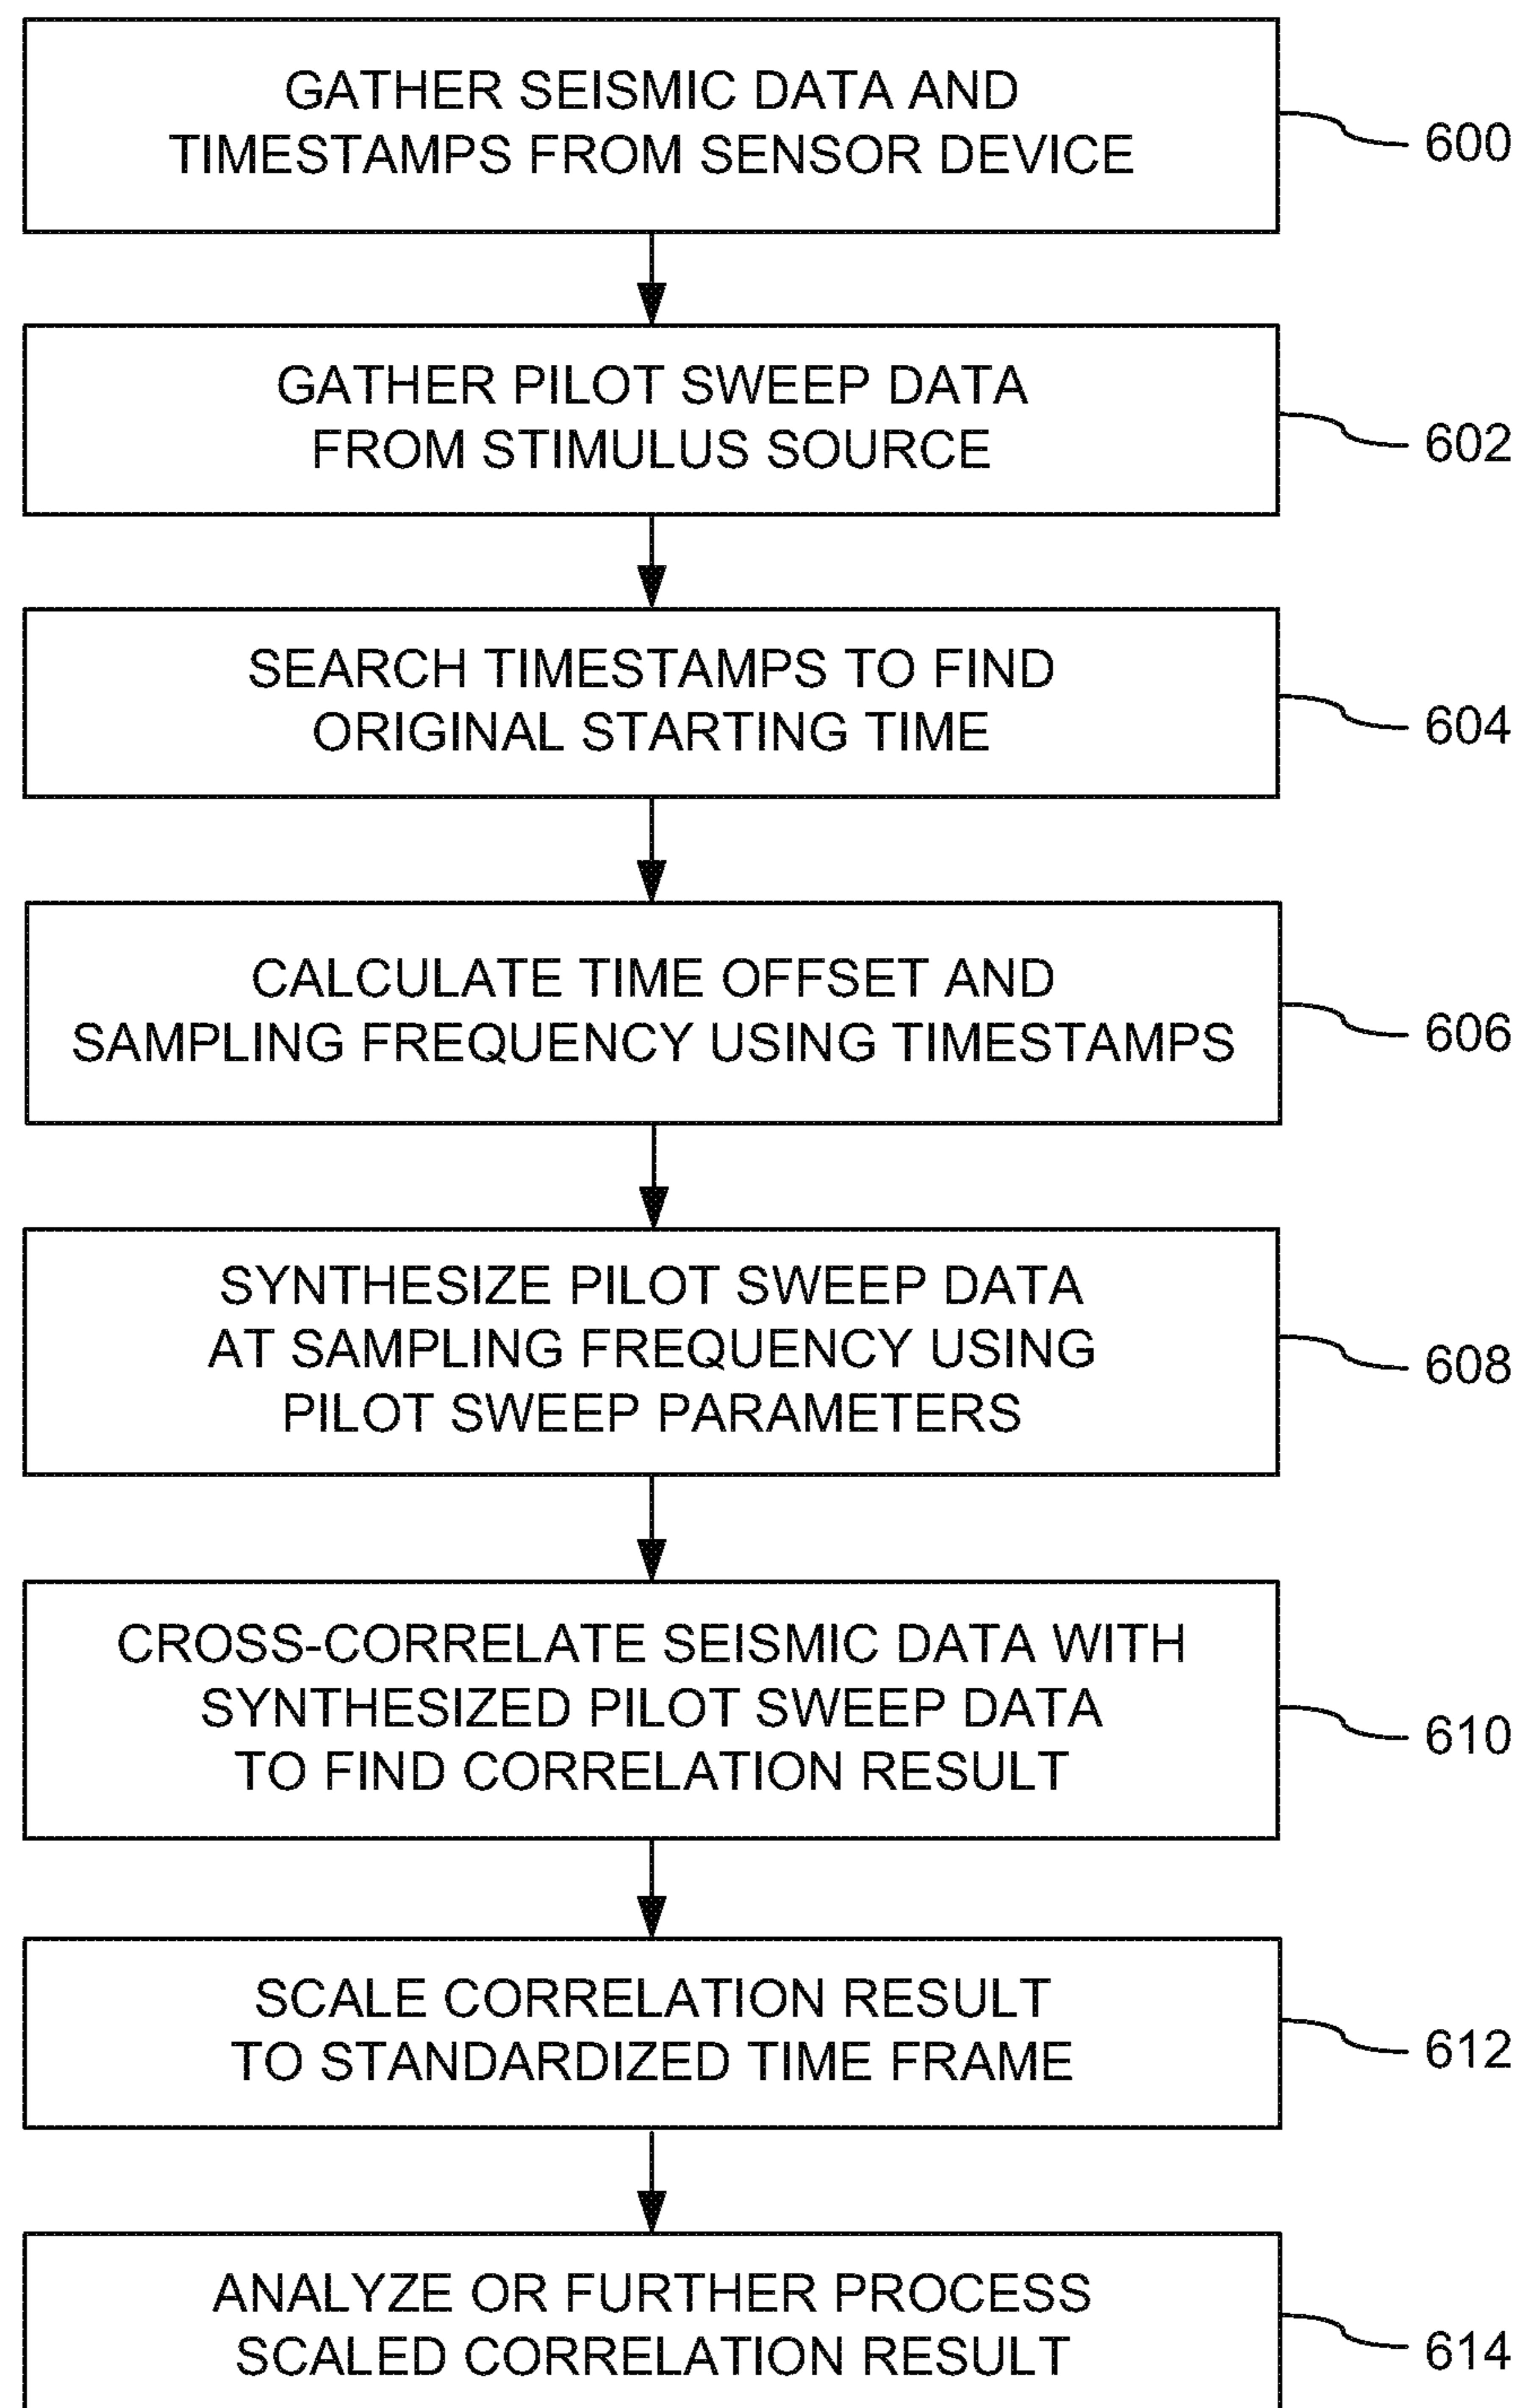 GATHER SEISMIC DATA AND
TIMESTAMPS FROM SENSOR DEVICE
600
GATHER PILOT SWEEP DATA
FROM STIMULUS SOURCE
602
SEARCH TIMESTAMPS TO FIND
ORIGINAL STARTING TIME
604
CALCULATE TIME OFFSET AND
SAMPLING FREQUENCY USING TIMESTAMPS
606
SYNTHESIZE PILOT SWEEP DATA
AT SAMPLING FREQUENCY USING
PILOT SWEEP PARAMETERS
608
CROSS-CORRELATE SEISMIC DATA WITH
SYNTHESIZED PILOT SWEEP DATA
TO FIND CORRELATION RESULT
610
SCALE CORRELATION RESULT
TO STANDARDIZED TIME FRAME
612
ANALYZE OR FURTHER PROCESS
SCALED CORRELATION RESULT
614